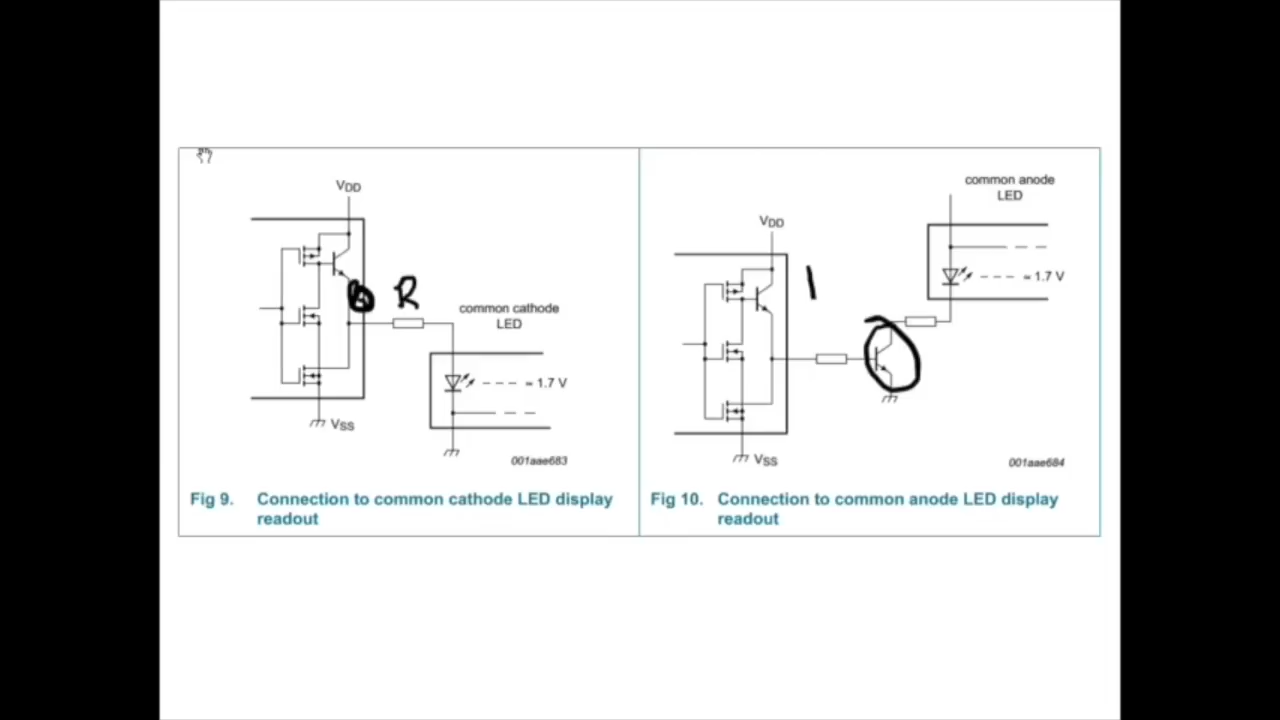 VDD
R
common cathode
LED
≈ 1.7 V
VSS
001aae683
Fig 9. Connection to common cathode LED display
readout
common anode
LED
VDD
1
≈ 1.7 V
VSS
001aae684
Fig 10. Connection to common anode LED display
readout